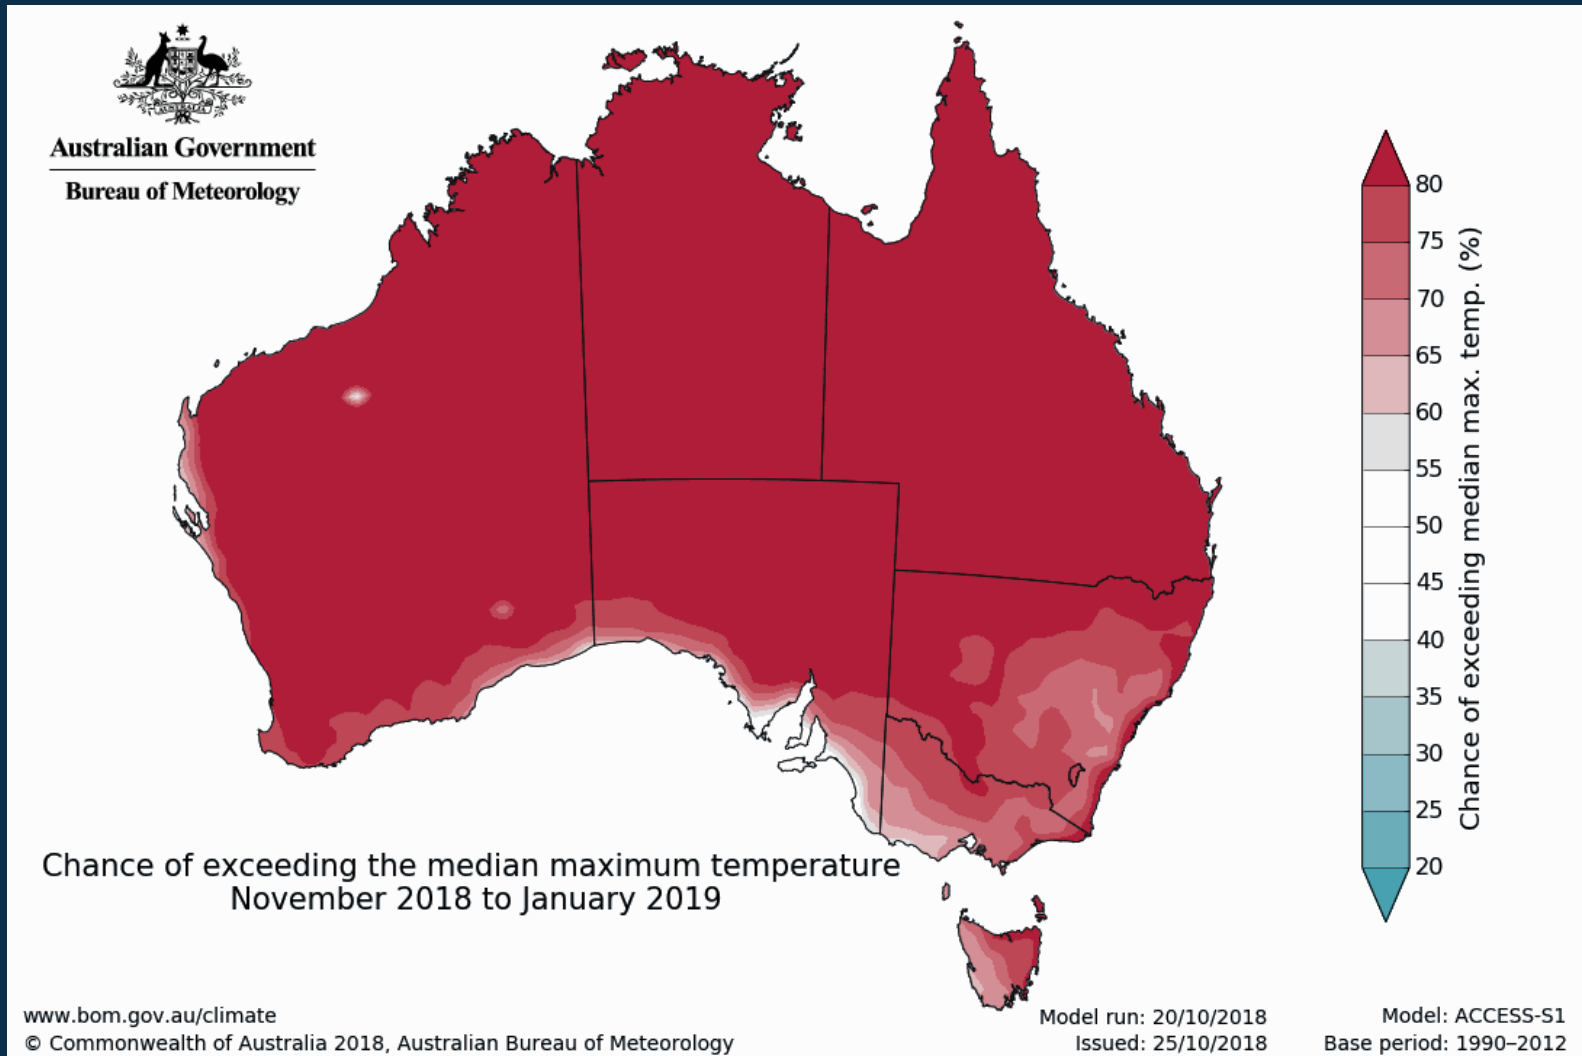 Australian Government
Bureau of Meteorology
80
75
70
65
60
55
50
45
40
35
30
25
20
Chance of exceeding median max. temp. (%)
Chance of exceeding the median maximum temperature
November 2018 to January 2019
www.bom.gov.au/climate
© Commonwealth of Australia 2018, Australian Bureau of Meteorology
Model run: 20/10/2018
Issued: 25/10/2018
Model: ACCESS-S1
Base period: 1990–2012